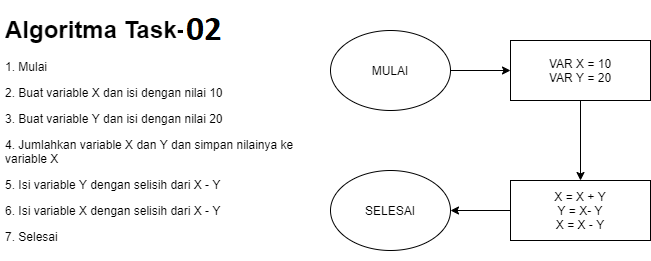 Algoritma Task-02
1. Mulai
2. Buat variable X dan isi dengan nilai 10
3. Buat variable Y dan isi dengan nilai 20
4. Jumlahkan variable X dan Y dan simpan nilainya ke
variable X
5. Isi variable Y dengan selisih dari X - Y
6. Isi variable X dengan selisih dari X - Y
7. Selesai
MULAI
VAR X = 10
VAR Y = 20
X = X + Y
Y = X- Y
X = X - Y
SELESAI